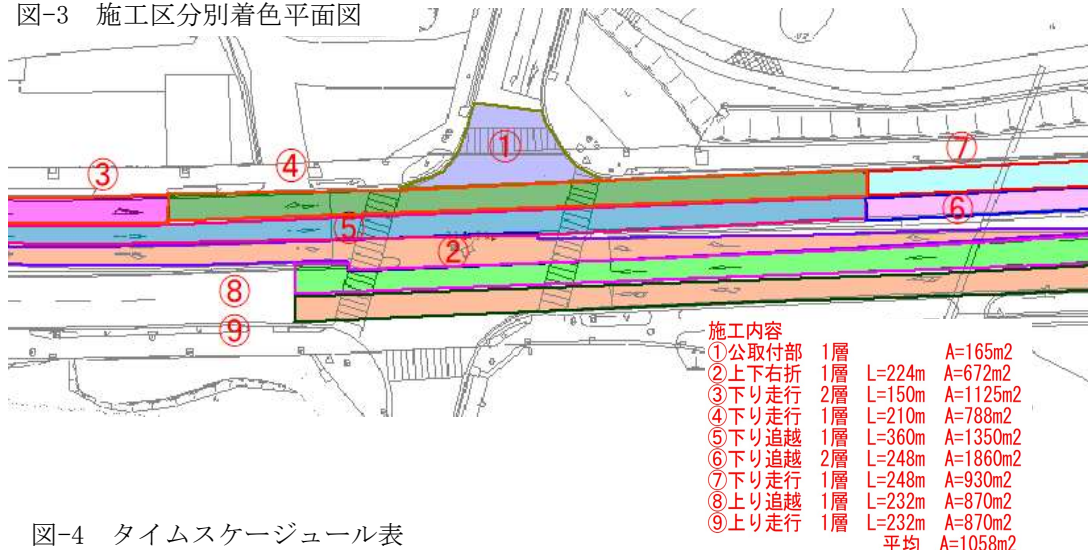 図-3 施工区分別着色平面図
①
③
④
⑦
⑥
⑤
②
⑧
⑨
施工内容
①公取付部 1層 A=165m2
②上下右折 1層 L=224m A=672m2
③下り走行 2層 L=150m A=1125m2
④下り走行 1層 L=210m A=788m2
⑤下り追越 1層 L=360m A=1350m2
⑥下り追越 2層 L=248m A=1860m2
⑦下り走行 1層 L=248m A=930m2
⑧上り追越 1層 L=232m A=870m2
⑨上り走行 1層 L=232m A=870m2
平均 A=1058m2
図-4 タイムスケージュール表